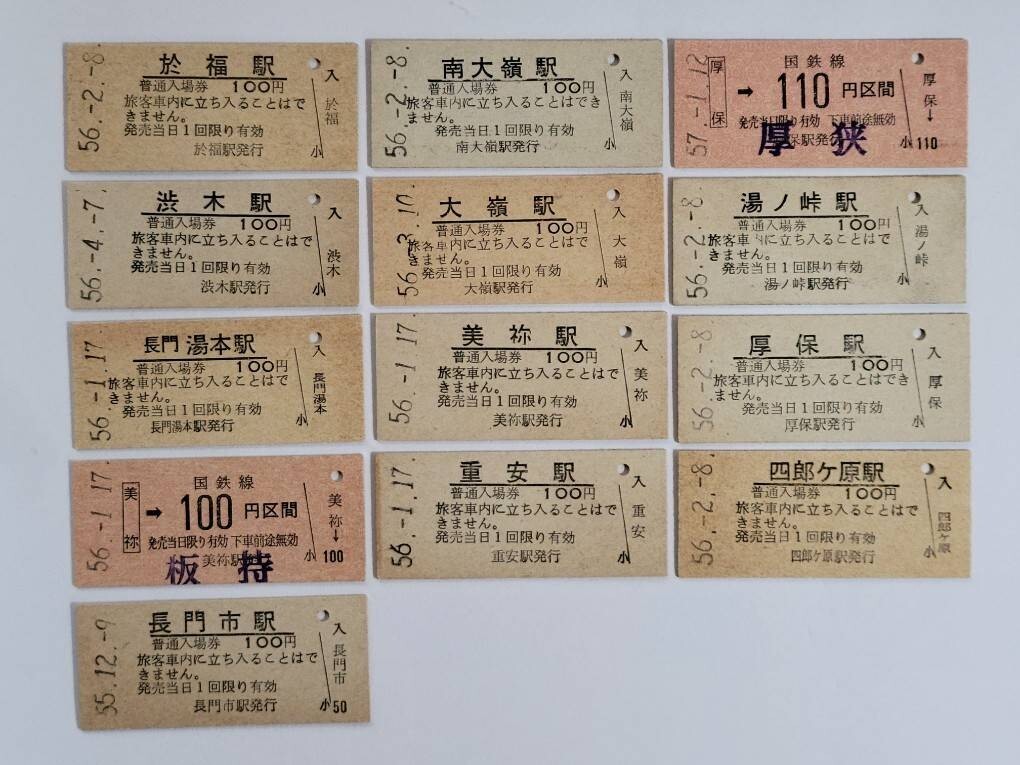 56.-2.-8.
於福駅
普通入場券 100円
旅客車内に立ち入ることはで
きません。
発売当日1回限り有効
於福駅発行
入
於福
小
56.-2.-8
南大嶺駅
普通入場券 100円
旅客車内に立ち入ることはでき
ません。
発売当日1回限り有効
南大嶺駅発行
入
南大嶺
小
57.-1.12
厚保
国鉄線
→ 110円区間
発売当日限り有効 下車前途無効
保駅発行
厚狭
厚保→
小110
56.-4.-7.
渋木駅
普通入場券 100円
旅客車内に立ち入ることはで
きません。
発売当日1回限り有効
渋木駅発行
入
渋木
小
56.-3.10
大嶺駅
普通入場券 100円
旅客車内に立ち入ることはで
きません。
発売当日1回限り有効
大嶺駅発行
入
大嶺
小
56.-2.-8
湯ノ峠駅
普通入場券 100円
旅客車内に立ち入ることはで
きません。
発売当日1回限り有効
湯ノ峠駅発行
入
湯ノ峠
小
56.-1.17.
長門湯本駅
普通入場券 100円
旅客車内に立ち入ることはで
きません。
発売当日1回限り有効
長門湯本駅発行
入
長門湯本
小
56.-1 17.
美祢駅
普通入場券 100円
旅客車内に立ち入ることはで
きません。
発売当日1回限り有効
美祢駅発行
入
美祢
小
56.-2.-8
厚保駅
普通入場券 100円
旅客車内に立ち入ることはでき
ません。
発売当日1回限り有効
厚保駅発行
入
厚保
小
56.-1 17
美祢
国鉄線
→ 100円区間
発売当日限り有効 下車前途無効
美祢駅
板持
美祢→
小100
56.-1.17.
重安駅
普通入場券 100円
旅客車内に立ち入ることはで
きません。
発売当日1回限り有効
重安駅発行
入
重安
小
56.-2.-8.
四郎ケ原駅
普通入場券 100円
旅客車内に立ち入ることはで
きません。
発売当日1回限り有効
四郎ケ原駅発行
入
四郎ケ原
小
55.12.-9
長門市駅
普通入場券 100円
旅客車内に立ち入ることはで
きません。
発売当日1回限り有効
長門市駅発行
入
長門市
小50